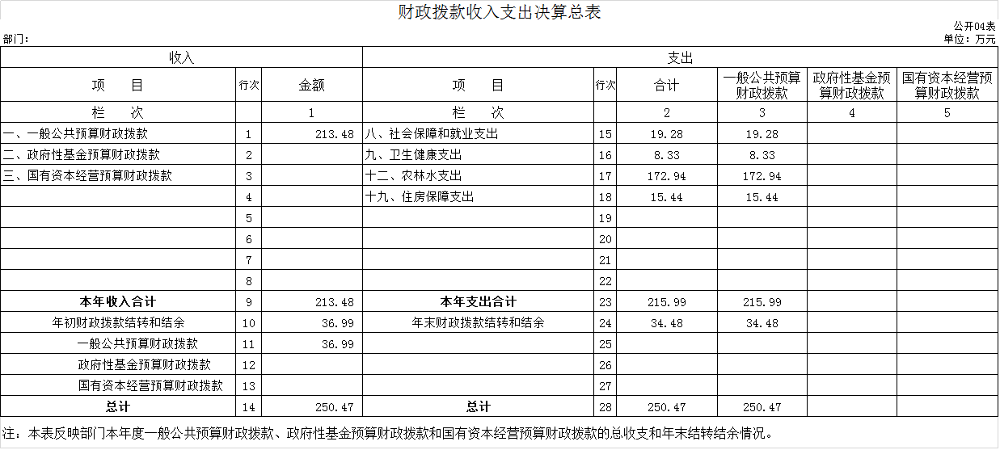 财政拨款收入支出决算总表
公开04表
部门： 单位：万元
收入 支出
项 目 行次 金额 项 目 行次 合计 一般公共预算财政拨款 政府性基金预算财政拨款 国有资本经营预算财政拨款
栏 次 1 栏 次 2 3 4 5
一、一般公共预算财政拨款 1 213.48 八、社会保障和就业支出 15 19.28 19.28
二、政府性基金预算财政拨款 2 九、卫生健康支出 16 8.33 8.33
三、国有资本经营预算财政拨款 3 十二、农林水支出 17 172.94 172.94
4 十九、住房保障支出 18 15.44 15.44
5 19
6 20
7 21
8 22
本年收入合计 9 213.48 本年支出合计 23 215.99 215.99
年初财政拨款结转和结余 10 36.99 年末财政拨款结转和结余 24 34.48 34.48
一般公共预算财政拨款 11 36.99 25
政府性基金预算财政拨款 12 26
国有资本经营预算财政拨款 13 27
总计 14 250.47 总计 28 250.47 250.47
注：本表反映部门本年度一般公共预算财政拨款、政府性基金预算财政拨款和国有资本经营预算财政拨款的总收支和年末结转结余情况。